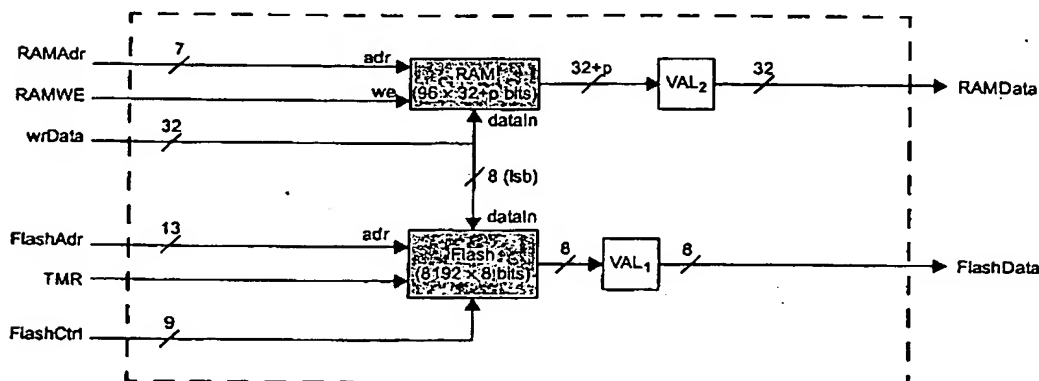 RAMAdr
7
adr
RAM
(96 x 32+p bits)
32+p
VAL2
32
RAMData
RAMWE
we
wrData
32
dataIn
8 (lsb)
dataIn
FlashAdr
13
adr
Flash
(8192 x 8 bits)
8
VAL1
8
FlashData
TMR
FlashCtrl
9